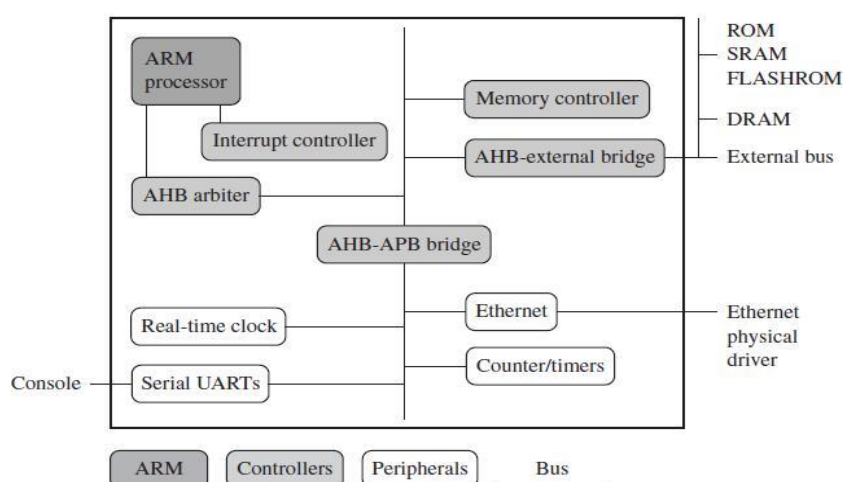 ARM
processor
Interrupt controller
AHB arbiter
Memory controller
AHB-external bridge
AHB-APB bridge
Real-time clock
Serial UARTs
Ethernet
Counter/timers
Console
ROM
SRAM
FLASHROM
DRAM
External bus
Ethernet
physical
driver
ARM
Controllers
Peripherals
Bus